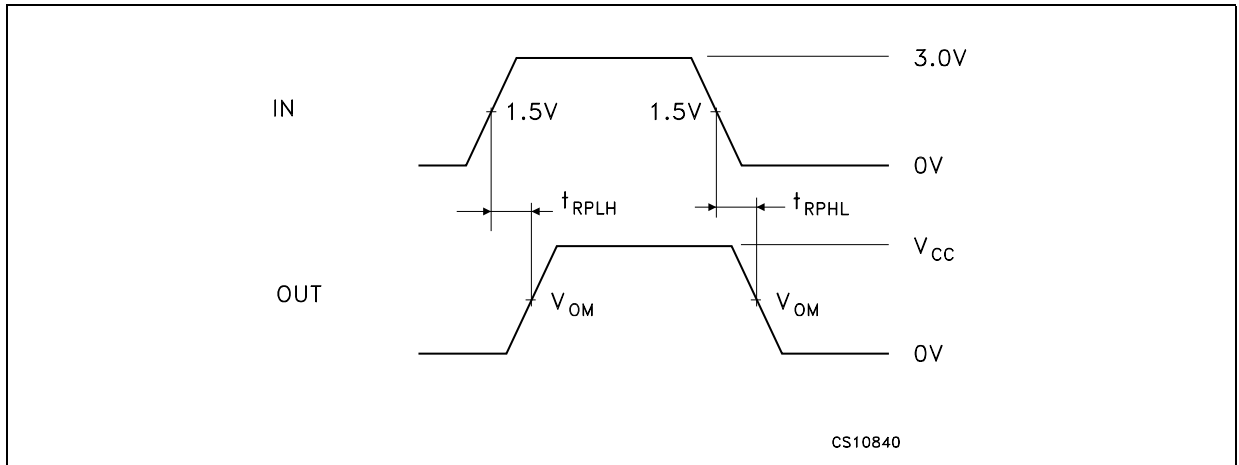 3.0V
IN
1.5V 1.5V
0V
tRPLH tRPHL
VCC
OUT
VOM VOM
0V
CS10840